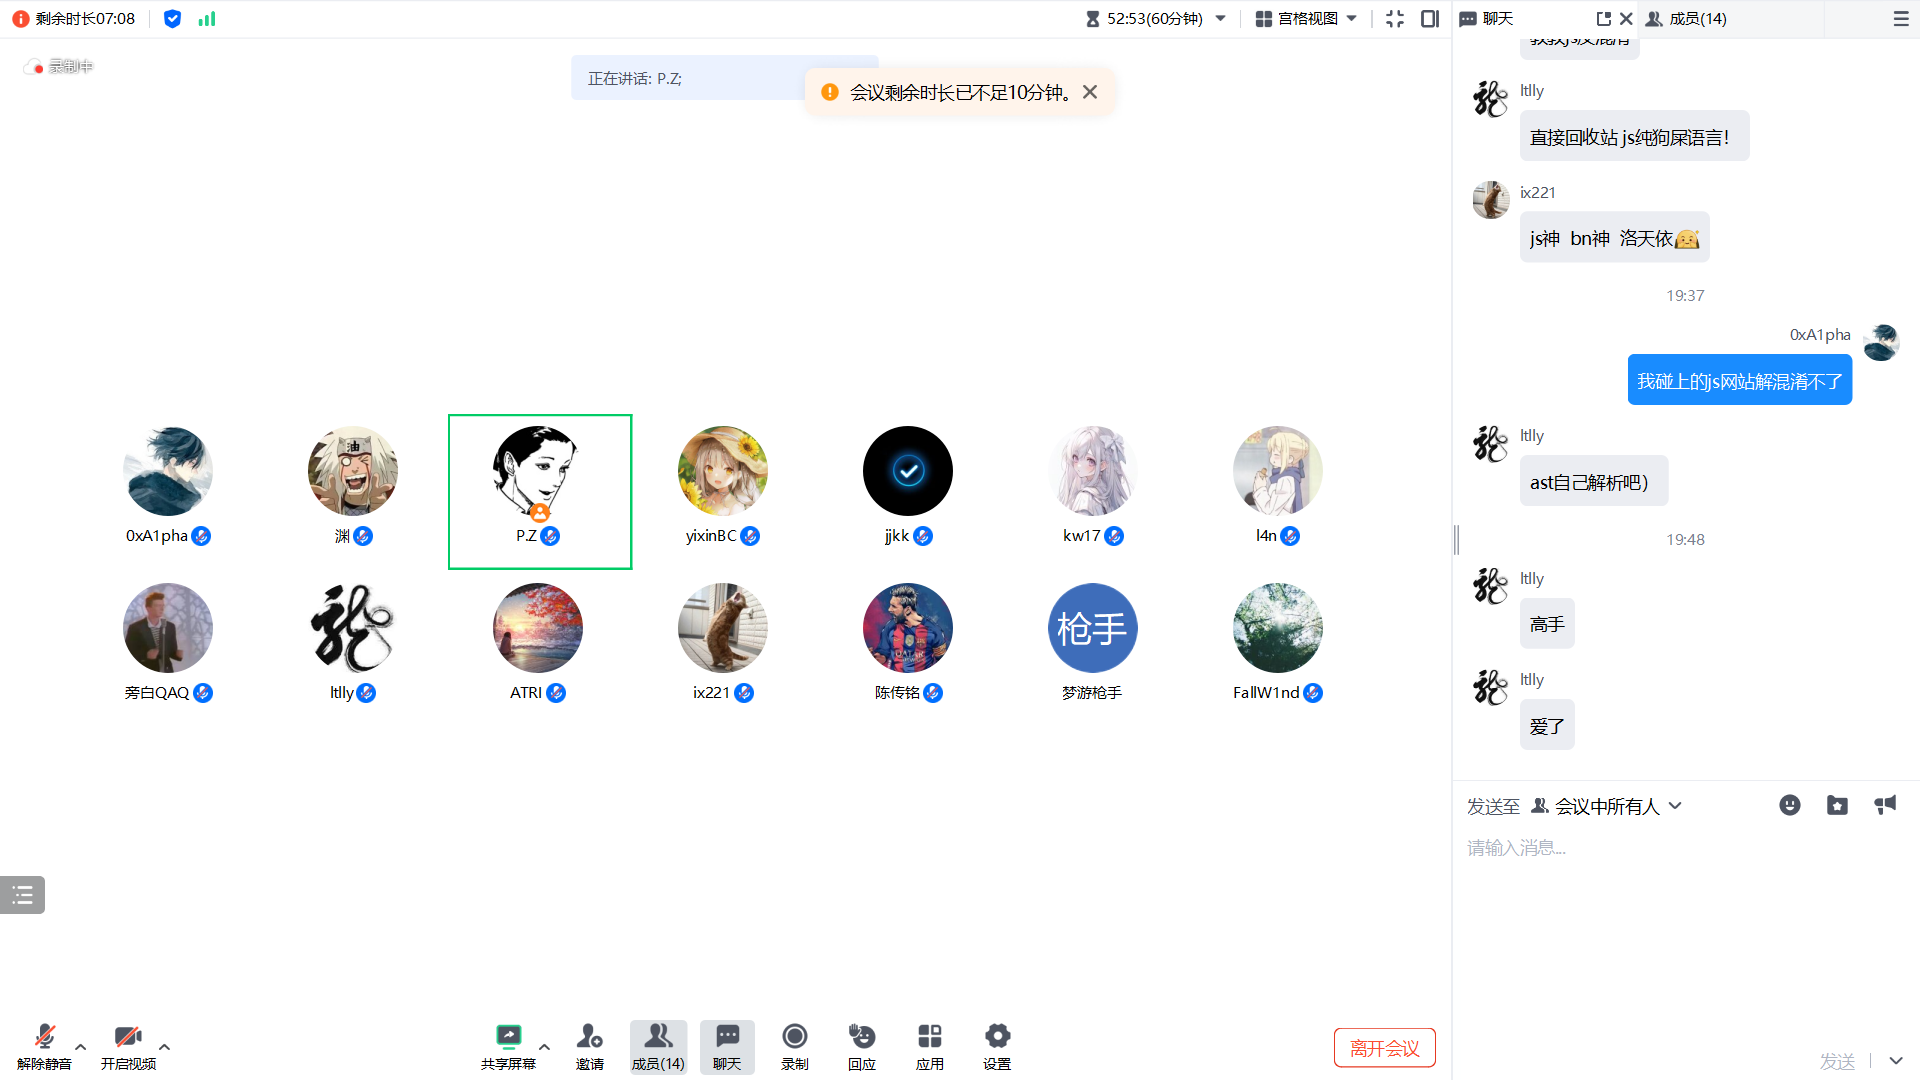 剩余时长07:08
52:53(60分钟)
宫格视图
聊天
成员(14)
录制中
正在讲话: P.Z;
会议剩余时长已不足10分钟。
ltlly
直接回收站 js纯狗屎语言！
ix221
js神  bn神  洛天依
19:37
0xA1pha
我碰上的js网站解混淆不了
ltlly
ast自己解析吧）
19:48
ltlly
高手
ltlly
爱了
油
0xA1pha
渊
P.Z
yixinBC
jjkk
kw17
l4n
枪手
旁白QAQ
ltlly
ATRI
ix221
陈传铭
梦游枪手
FallW1nd
发送至 会议中所有人
请输入消息...
解除静音
开启视频
共享屏幕
邀请
成员(14)
聊天
录制
回应
应用
设置
离开会议
发送